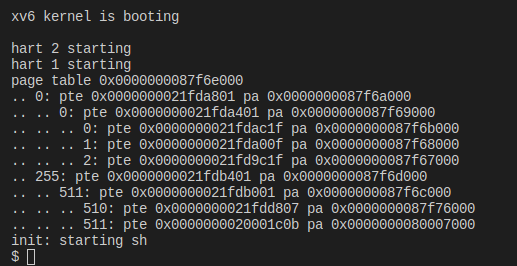 xv6 kernel is booting
hart 2 starting
hart 1 starting
page table 0x0000000087f6e000
.. 0: pte 0x0000000021fda801 pa 0x0000000087f6a000
.. .. 0: pte 0x0000000021fda401 pa 0x0000000087f69000
.. .. .. 0: pte 0x0000000021fdac1f pa 0x0000000087f6b000
.. .. .. 1: pte 0x0000000021fda00f pa 0x0000000087f68000
.. .. .. 2: pte 0x0000000021fd9c1f pa 0x0000000087f67000
.. 255: pte 0x0000000021fdb401 pa 0x0000000087f6d000
.. .. 511: pte 0x0000000021fdb001 pa 0x0000000087f6c000
.. .. .. 510: pte 0x0000000021fdd807 pa 0x0000000087f76000
.. .. .. 511: pte 0x0000000020001c0b pa 0x0000000080007000
init: starting sh
$